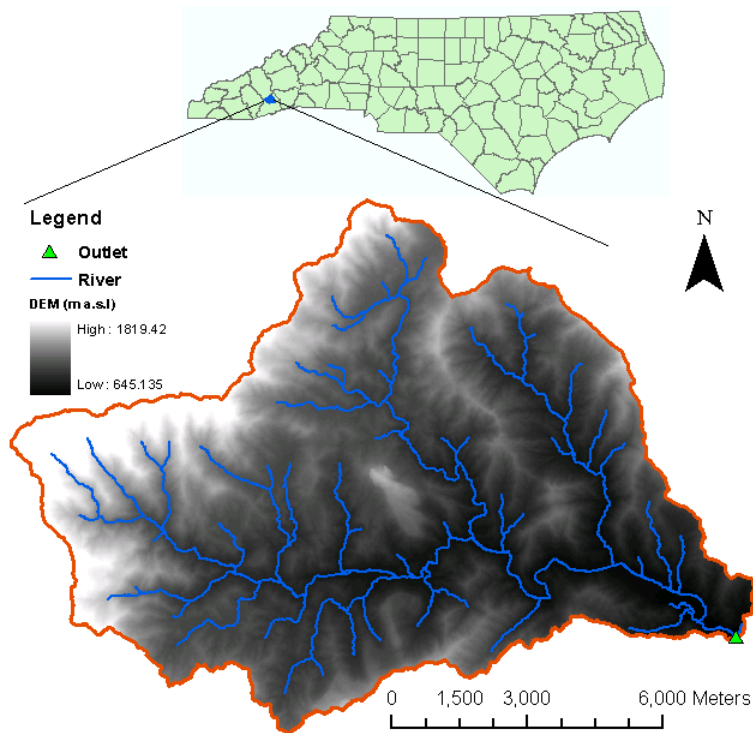 Legend
Outlet
River
DEM (m a.s.l)
High : 1819.42
Low : 645.135
N
0 1,500 3,000 6,000 Meters